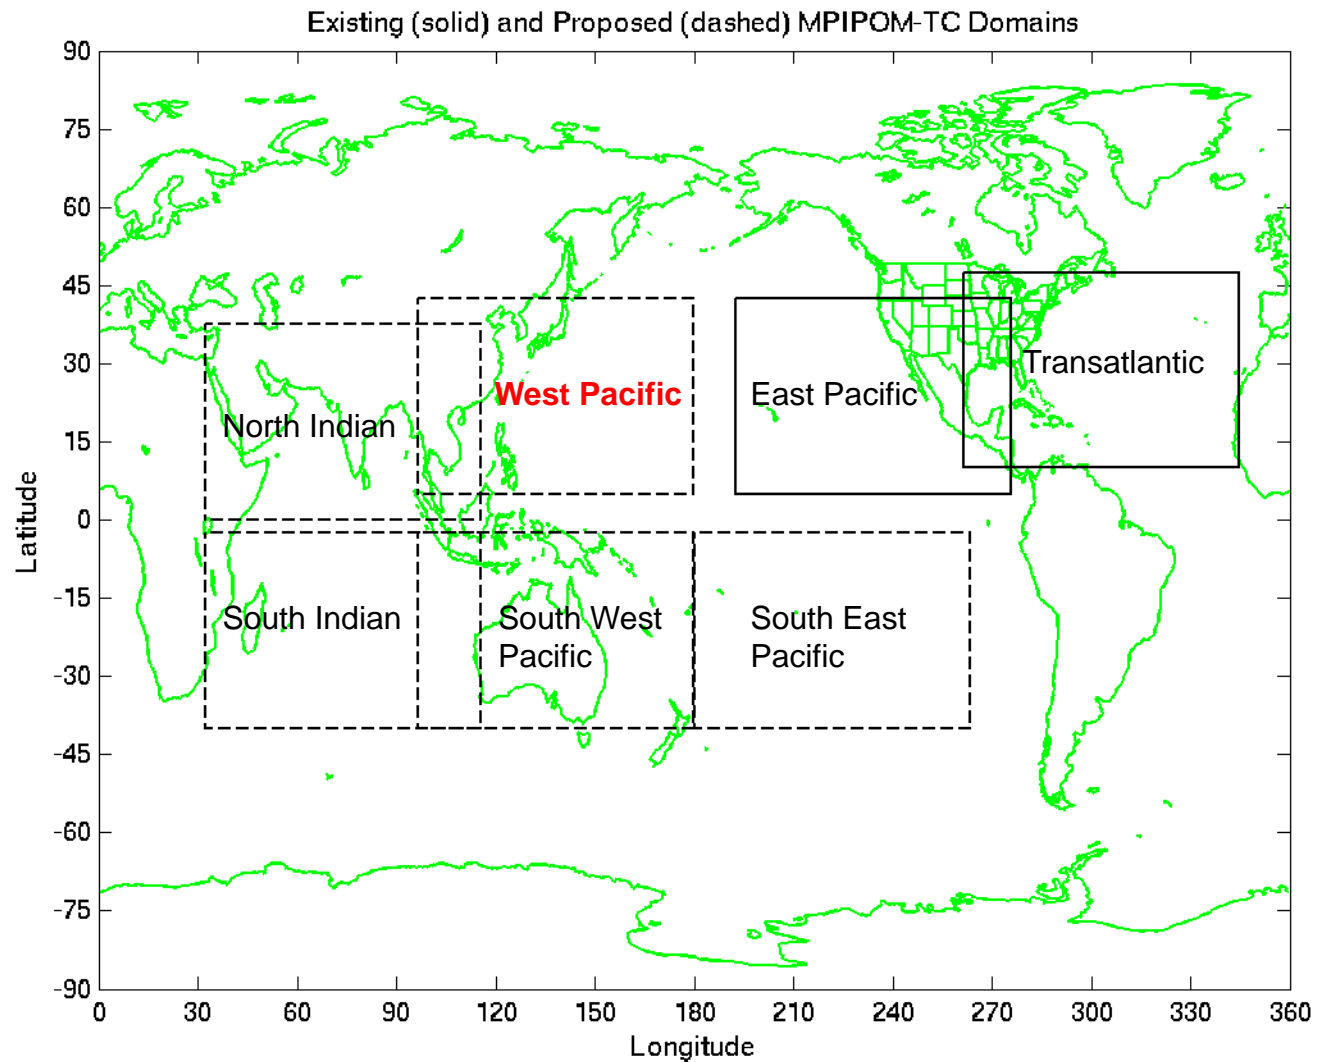 Existing (solid) and Proposed (dashed) MPIPOM-TC Domains
90
75
60
45
30
15
0
-15
-30
-45
-60
-75
-90
Latitude
Transatlantic
West Pacific
East Pacific
North Indian
South Indian
South West
Pacific
South East
Pacific
0 30 60 90 120 150 180 210 240 270 300 330 360
Longitude